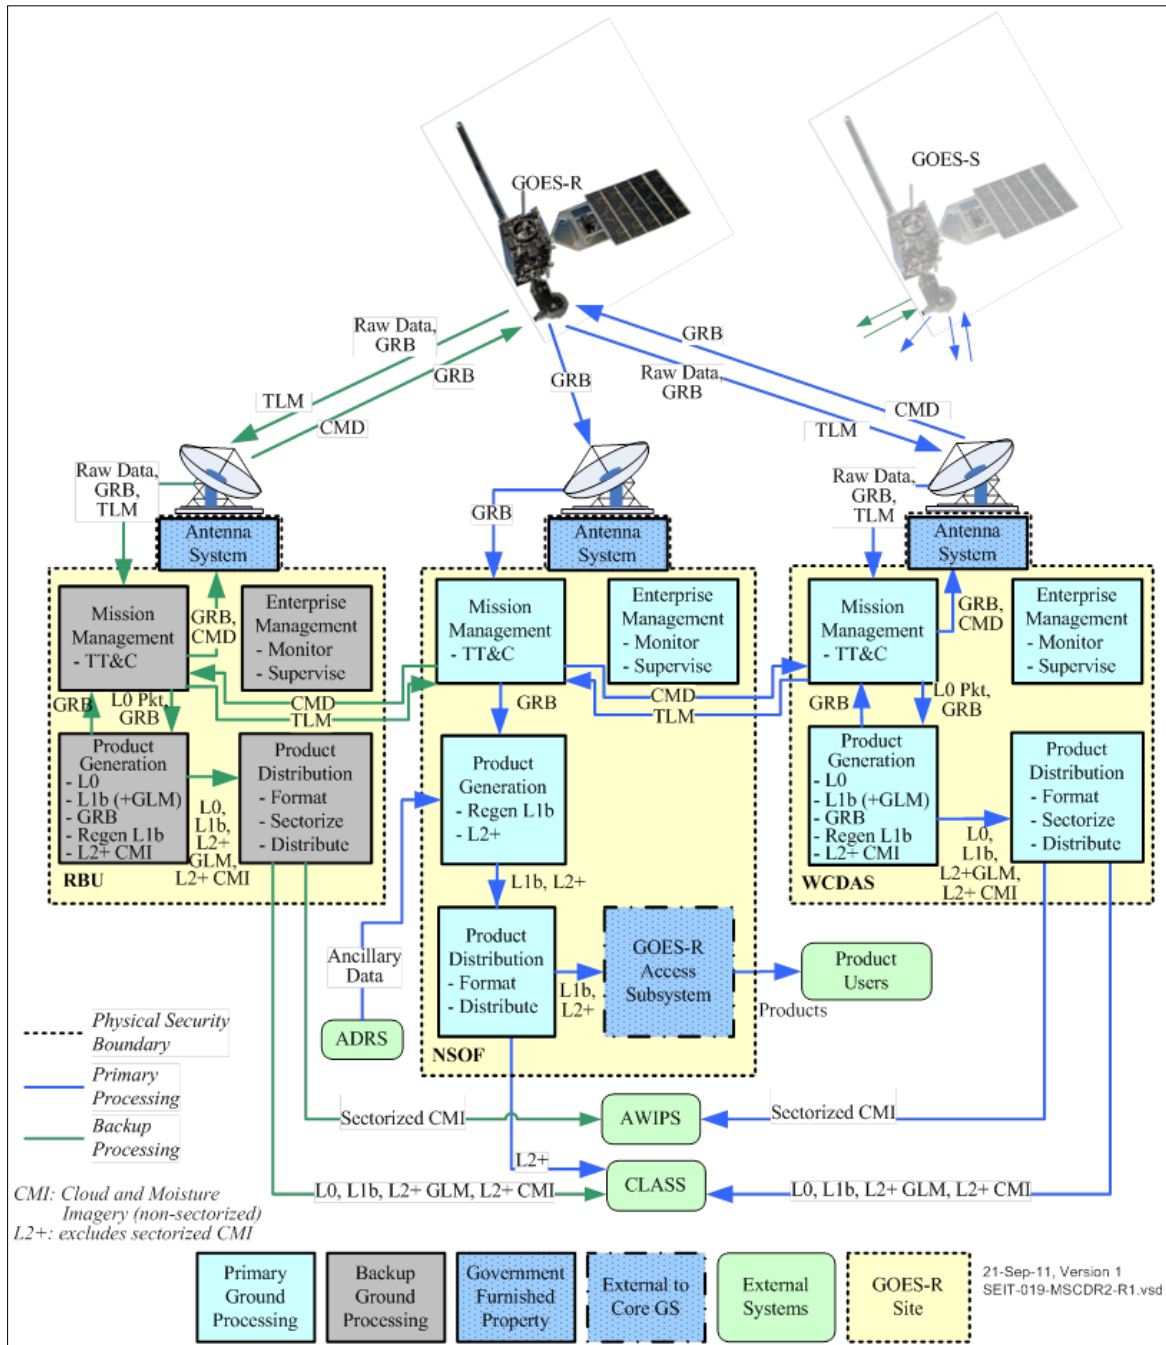 GOES-R
GOES-S
Raw Data,
GRB
GRB
TLM
CMD
GRB
GRB
Raw Data,
GRB
CMD
TLM
Raw Data,
GRB,
TLM
Antenna
System
GRB
Antenna
System
Raw Data,
GRB,
TLM
Antenna
System
Mission
Management
- TT&C
GRB,
CMD
Enterprise
Management
- Monitor
- Supervise
GRB
L0 Pkt,
GRB
Product
Generation
- L0
- L1b (+GLM)
- GRB
- Regen L1b
- L2+ CMI
L0,
L1b,
L2+
GLM,
L2+ CMI
Product
Distribution
- Format
- Sectorize
- Distribute
RBU
CMD
TLM
Mission
Management
- TT&C
Enterprise
Management
- Monitor
- Supervise
GRB
Product
Generation
- Regen L1b
- L2+
L1b, L2+
Product
Distribution
- Format
- Distribute
L1b,
L2+
GOES-R
Access
Subsystem
NSOF
CMD
TLM
Mission
Management
- TT&C
GRB,
CMD
Enterprise
Management
- Monitor
- Supervise
GRB
L0 Pkt,
GRB
Product
Generation
- L0
- L1b (+GLM)
- GRB
- Regen L1b
- L2+ CMI
L0,
L1b,
L2+GLM,
L2+ CMI
Product
Distribution
- Format
- Sectorize
- Distribute
WCDAS
Ancillary
Data
ADRS
Products
Product
Users
Sectorized CMI
AWIPS
Sectorized CMI
L2+
L0, L1b, L2+ GLM, L2+ CMI
CLASS
L0, L1b, L2+ GLM, L2+ CMI
Physical Security
Boundary
Primary
Processing
Backup
Processing
CMI: Cloud and Moisture
Imagery (non-sectorized)
L2+: excludes sectorized CMI
Primary
Ground
Processing
Backup
Ground
Processing
Government
Furnished
Property
External to
Core GS
External
Systems
GOES-R
Site
21-Sep-11, Version 1
SEIT-019-MSCDR2-R1.vsd